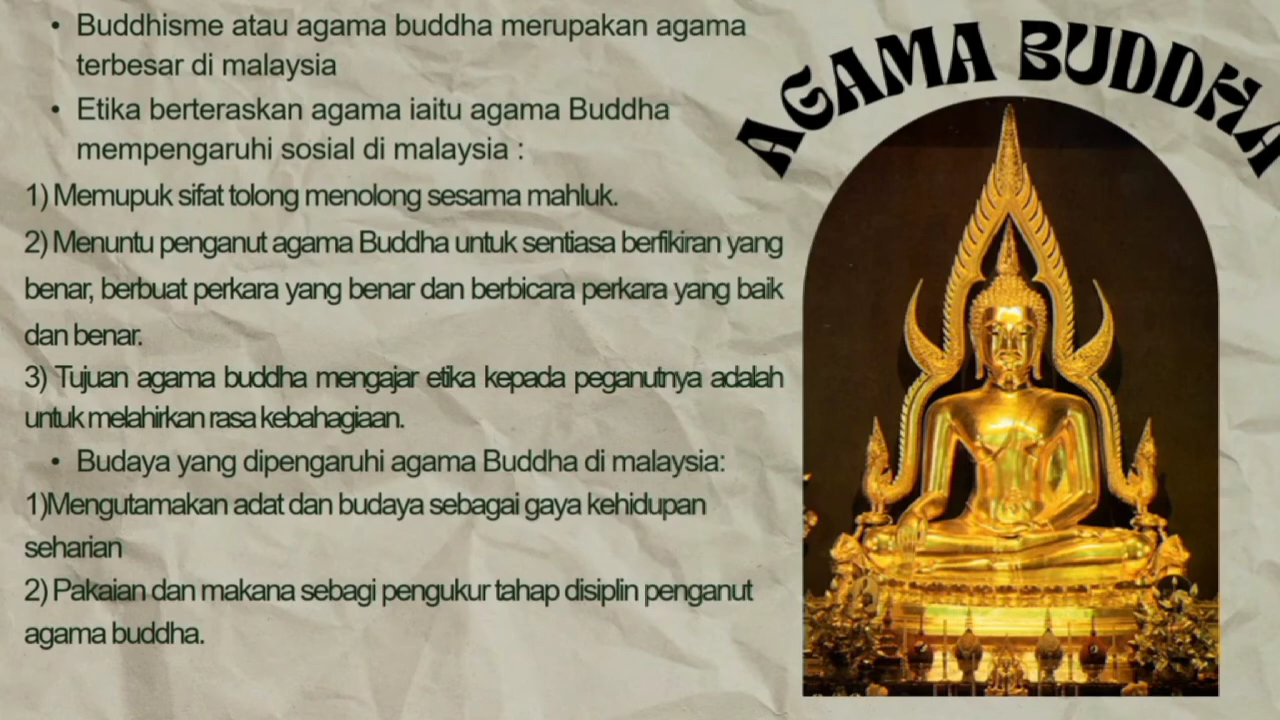 AGAMA BUDDHA
• Buddhisme atau agama buddha merupakan agama
terbesar di malaysia
• Etika berteraskan agama iaitu agama Buddha
mempengaruhi sosial di malaysia :
1) Memupuk sifat tolong menolong sesama mahluk.
2) Menuntu penganut agama Buddha untuk sentiasa berfikiran yang
benar, berbuat perkara yang benar dan berbicara perkara yang baik
dan benar.
3) Tujuan agama buddha mengajar etika kepada peganutnya adalah
untuk melahirkan rasa kebahagiaan.
• Budaya yang dipengaruhi agama Buddha di malaysia:
1)Mengutamakan adat dan budaya sebagai gaya kehidupan
seharian
2) Pakaian dan makana sebagi pengukur tahap disiplin penganut
agama buddha.